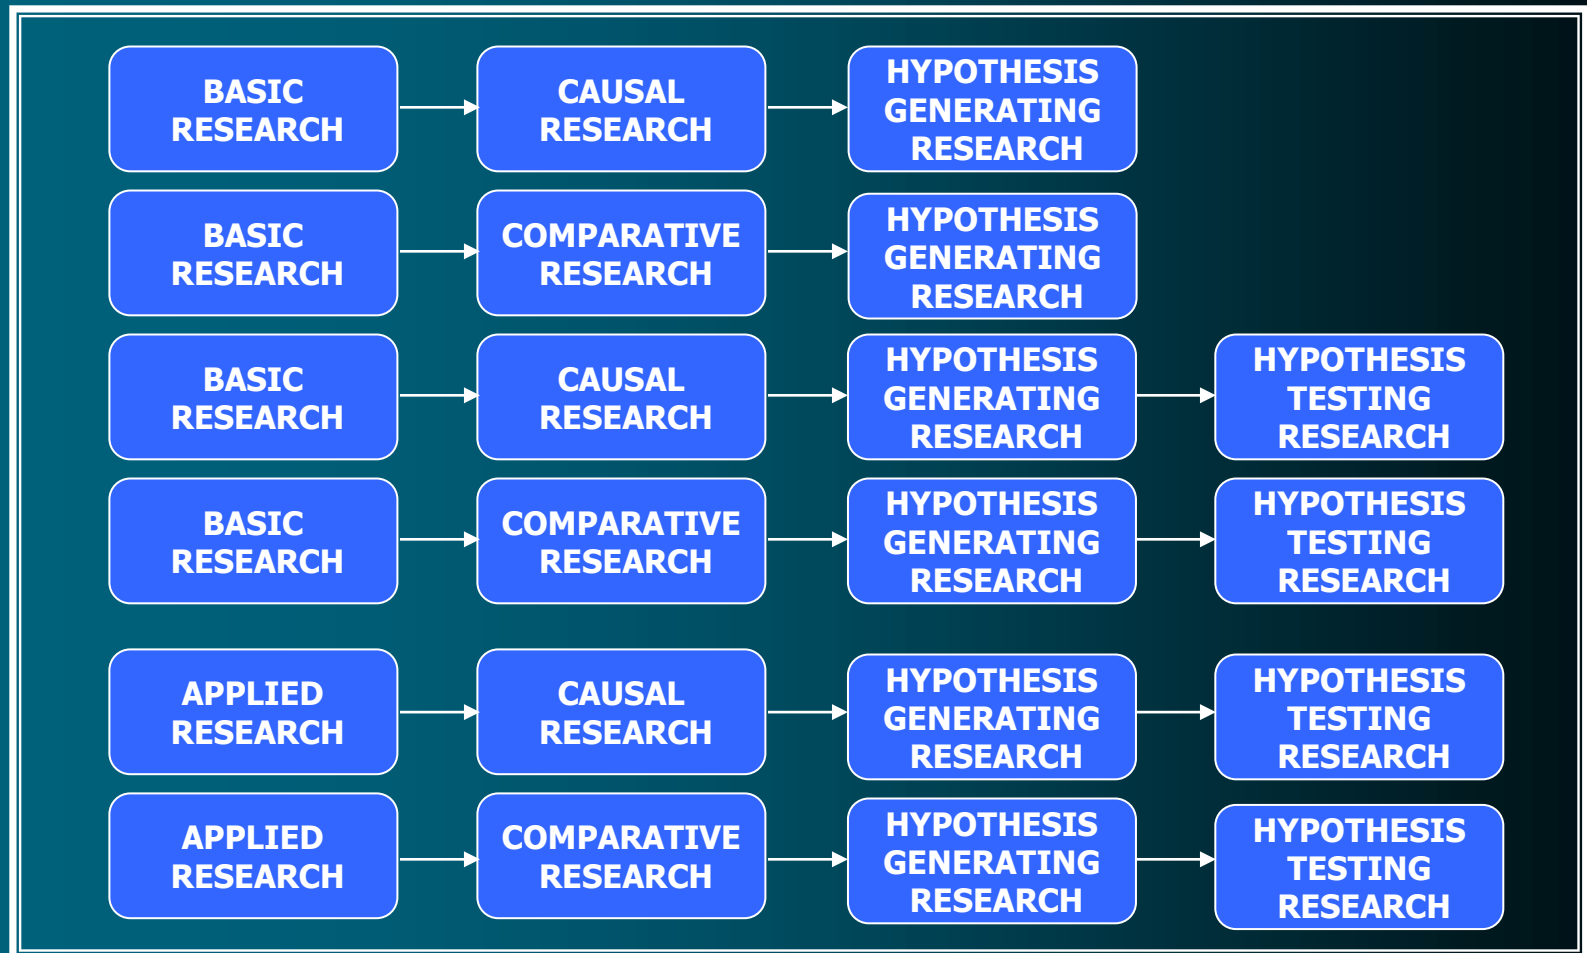 BASIC
RESEARCH
CAUSAL
RESEARCH
HYPOTHESIS
GENERATING
RESEARCH
BASIC
RESEARCH
COMPARATIVE
RESEARCH
HYPOTHESIS
GENERATING
RESEARCH
BASIC
RESEARCH
CAUSAL
RESEARCH
HYPOTHESIS
GENERATING
RESEARCH
HYPOTHESIS
TESTING
RESEARCH
BASIC
RESEARCH
COMPARATIVE
RESEARCH
HYPOTHESIS
GENERATING
RESEARCH
HYPOTHESIS
TESTING
RESEARCH
APPLIED
RESEARCH
CAUSAL
RESEARCH
HYPOTHESIS
GENERATING
RESEARCH
HYPOTHESIS
TESTING
RESEARCH
APPLIED
RESEARCH
COMPARATIVE
RESEARCH
HYPOTHESIS
GENERATING
RESEARCH
HYPOTHESIS
TESTING
RESEARCH